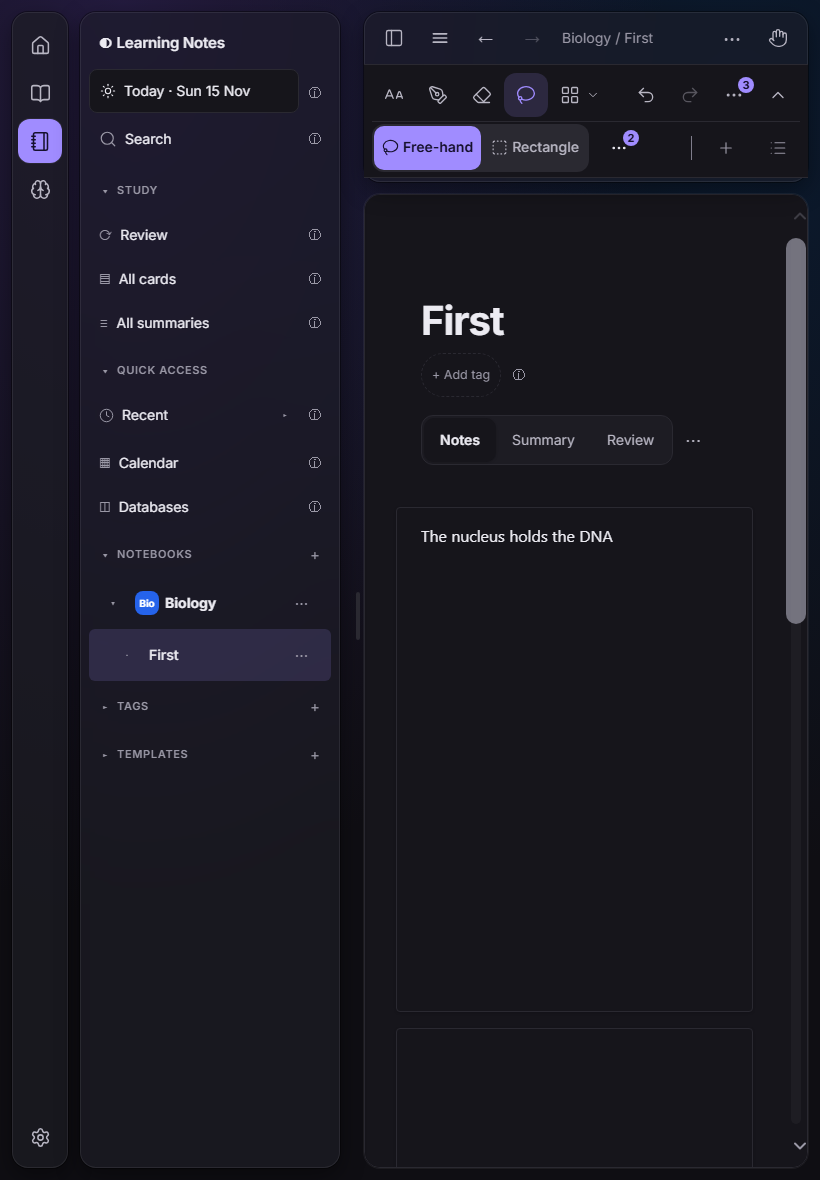 Learning Notes
Today · Sun 15 Nov
Search
STUDY
Review
All cards
All summaries
QUICK ACCESS
Recent
Calendar
Databases
NOTEBOOKS
Bio Biology
First
TAGS
TEMPLATES
Biology / First
AA
3
Free-hand
Rectangle
2
First
+ Add tag
Notes
Summary
Review
The nucleus holds the DNA